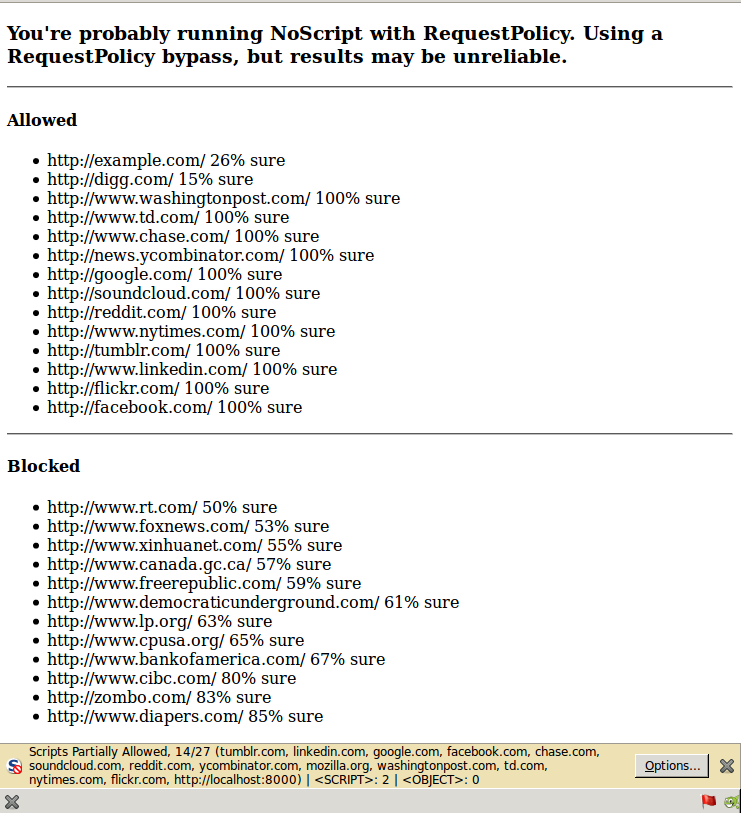 You're probably running NoScript with RequestPolicy. Using a
RequestPolicy bypass, but results may be unreliable.
Allowed
http://example.com/ 26% sure
http://digg.com/ 15% sure
http://www.washingtonpost.com/ 100% sure
http://www.td.com/ 100% sure
http://www.chase.com/ 100% sure
http://news.ycombinator.com/ 100% sure
http://google.com/ 100% sure
http://soundcloud.com/ 100% sure
http://reddit.com/ 100% sure
http://www.nytimes.com/ 100% sure
http://tumblr.com/ 100% sure
http://www.linkedin.com/ 100% sure
http://flickr.com/ 100% sure
http://facebook.com/ 100% sure
Blocked
http://www.rt.com/ 50% sure
http://www.foxnews.com/ 53% sure
http://www.xinhuanet.com/ 55% sure
http://www.canada.gc.ca/ 57% sure
http://www.freerepublic.com/ 59% sure
http://www.democraticunderground.com/ 61% sure
http://www.lp.org/ 63% sure
http://www.cpusa.org/ 65% sure
http://www.bankofamerica.com/ 67% sure
http://www.cibc.com/ 80% sure
http://zombo.com/ 83% sure
http://www.diapers.com/ 85% sure
Scripts Partially Allowed, 14/27 (tumblr.com, linkedin.com, google.com, facebook.com, chase.com,
soundcloud.com, reddit.com, ycombinator.com, mozilla.org, washingtonpost.com, td.com,
nytimes.com, flickr.com, http://localhost:8000) | <SCRIPT>: 2 | <OBJECT>: 0
Options...